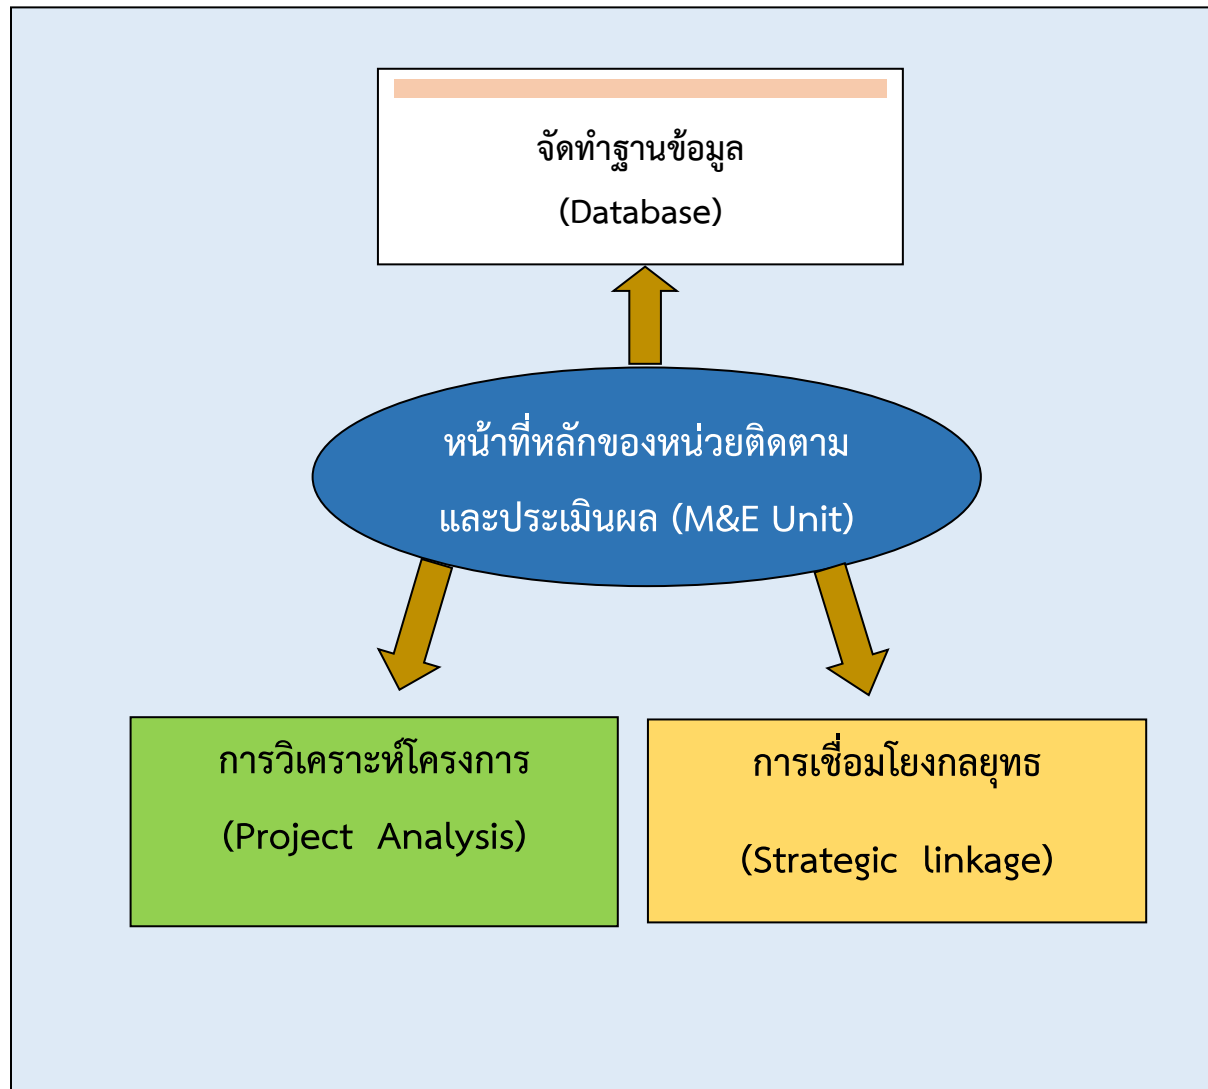 จัดทำฐานข้อมูล
(Database)
หน้าที่หลักของหน่วยติดตาม
และประเมินผล (M&E Unit)
การวิเคราะห์โครงการ
(Project Analysis)
การเชื่อมโยงกลยุทธ
(Strategic linkage)